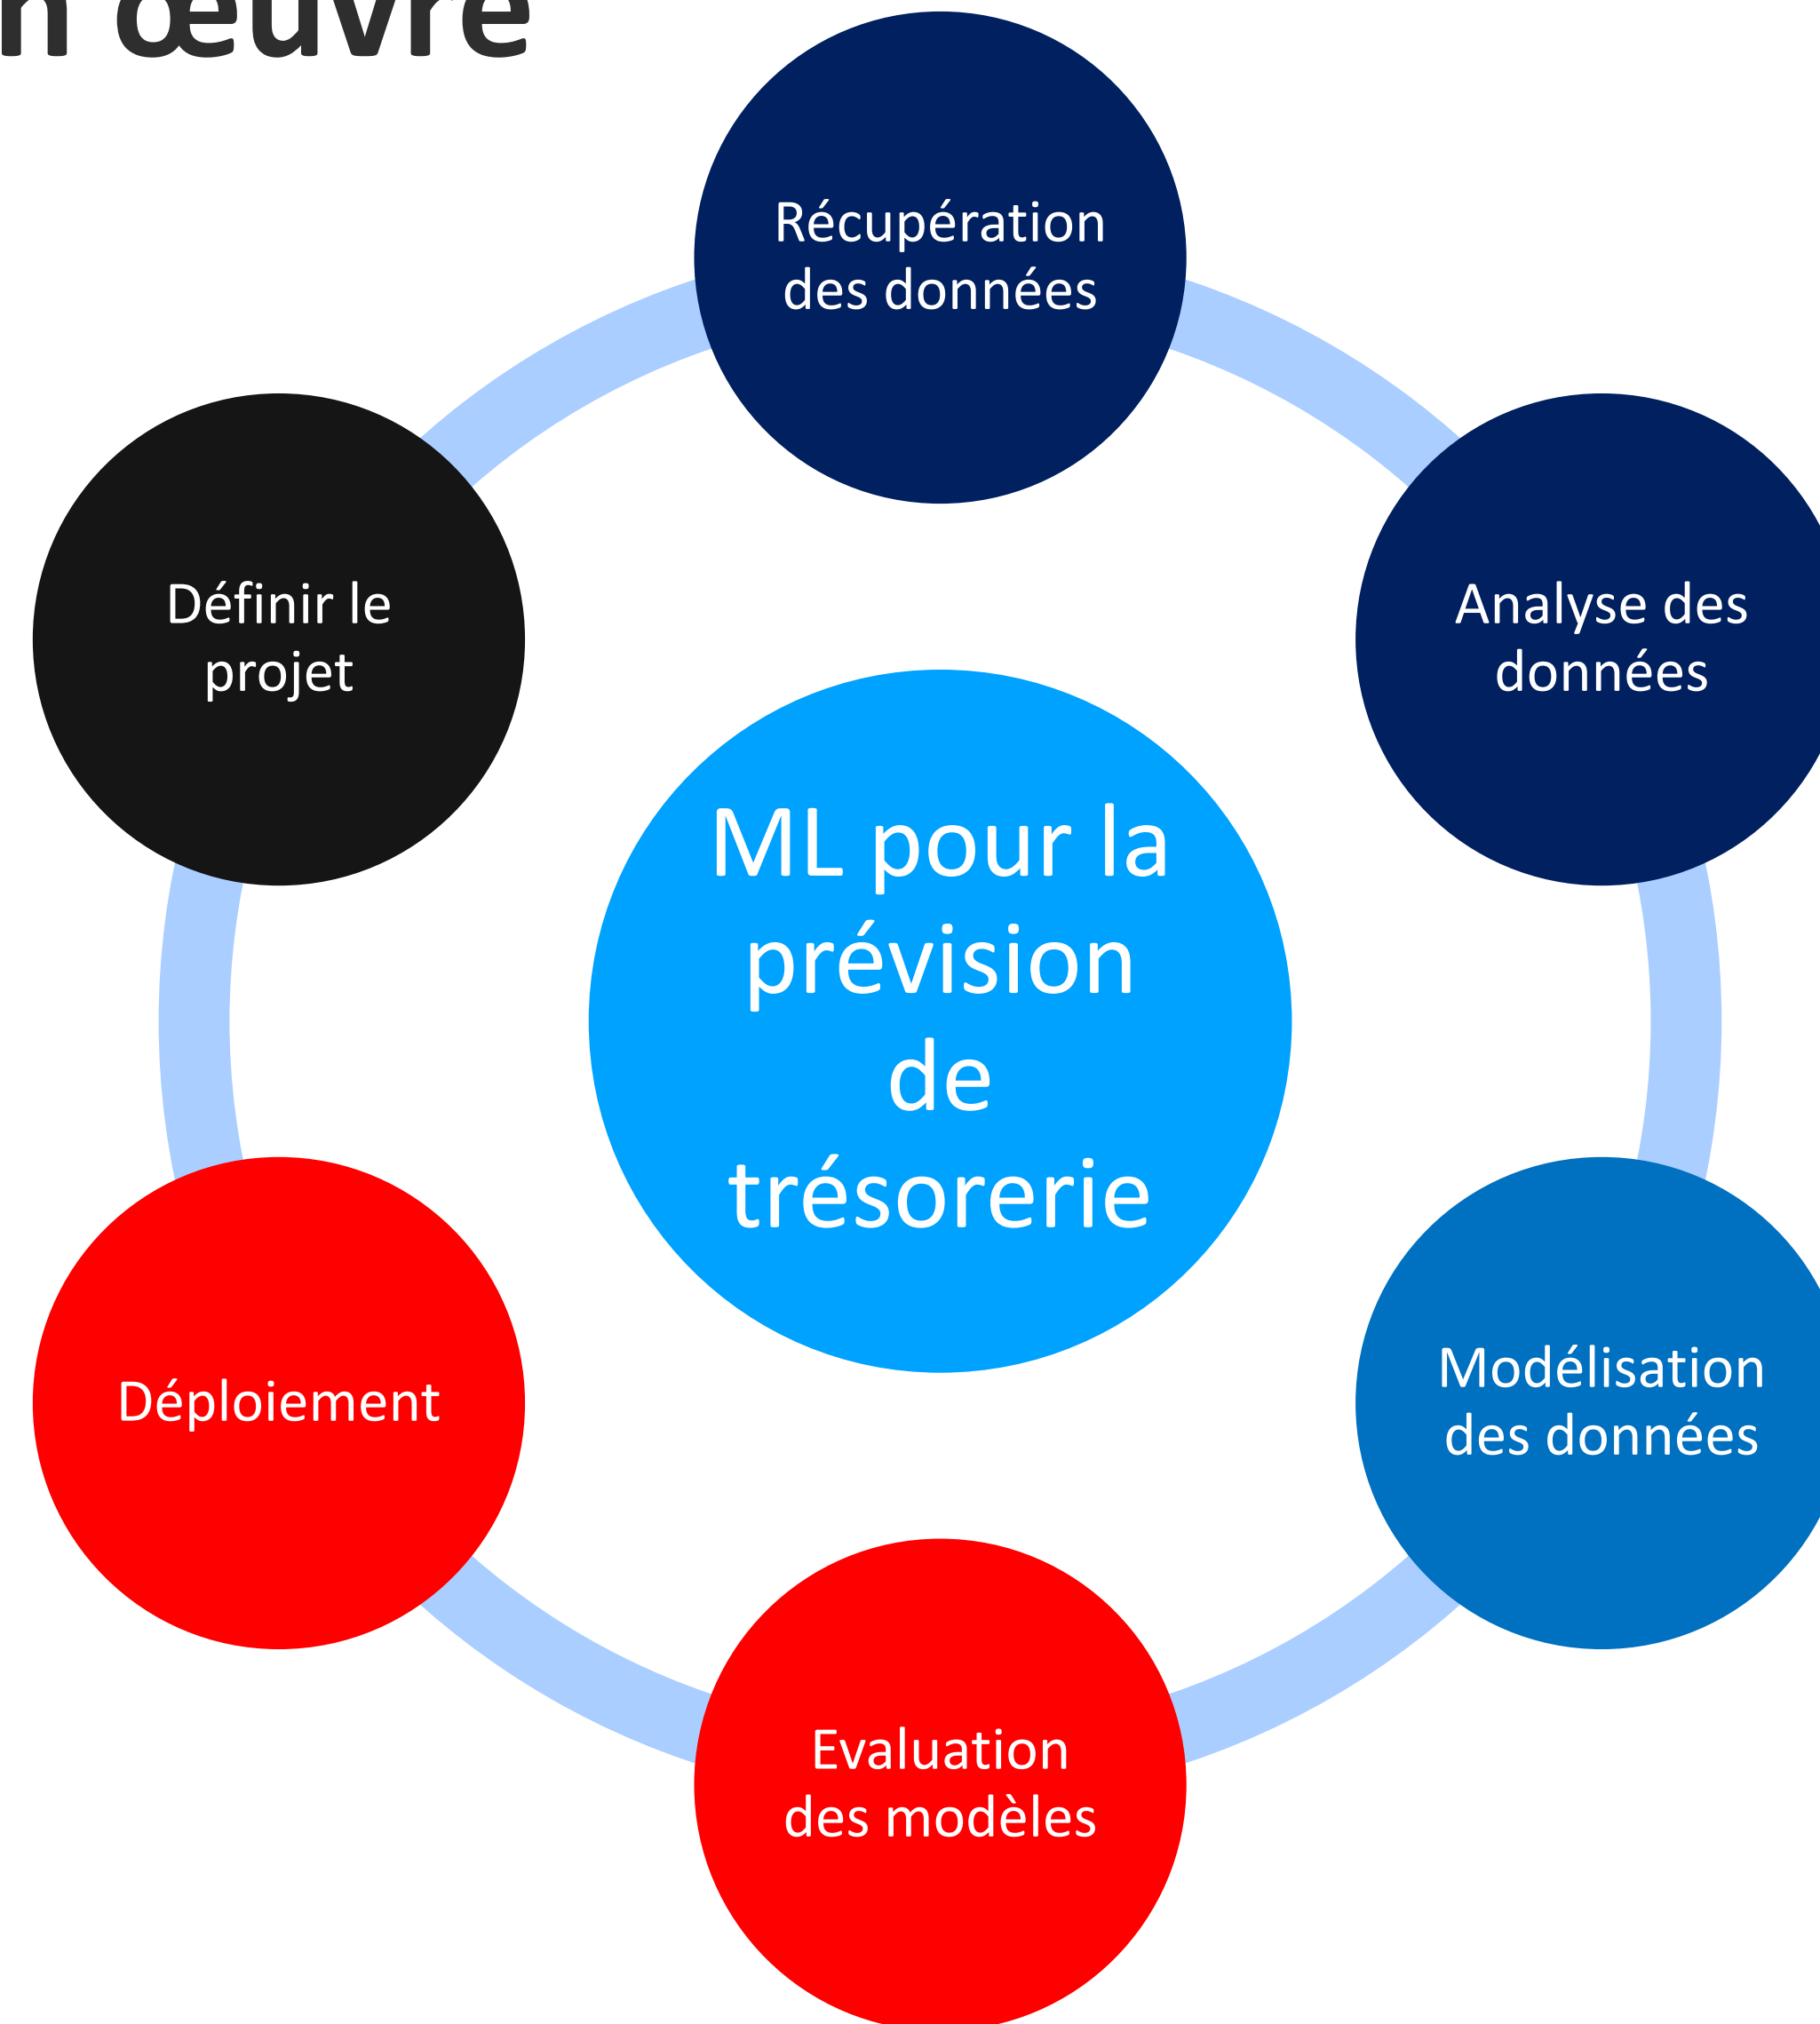 n œuvre
Récupération
des données
Définir le
projet
Analyse des
données
ML pour la
prévision
de
trésorerie
Déploiement
Modélisation
des données
Evaluation
des modèles